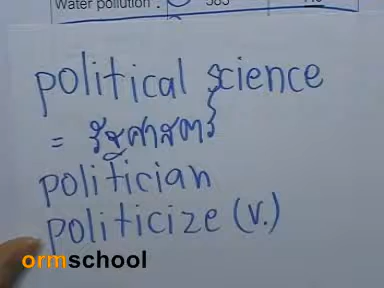 Water pollution :
political science
= รัฐศาสตร์
politician
politicize (v.)
ormschool